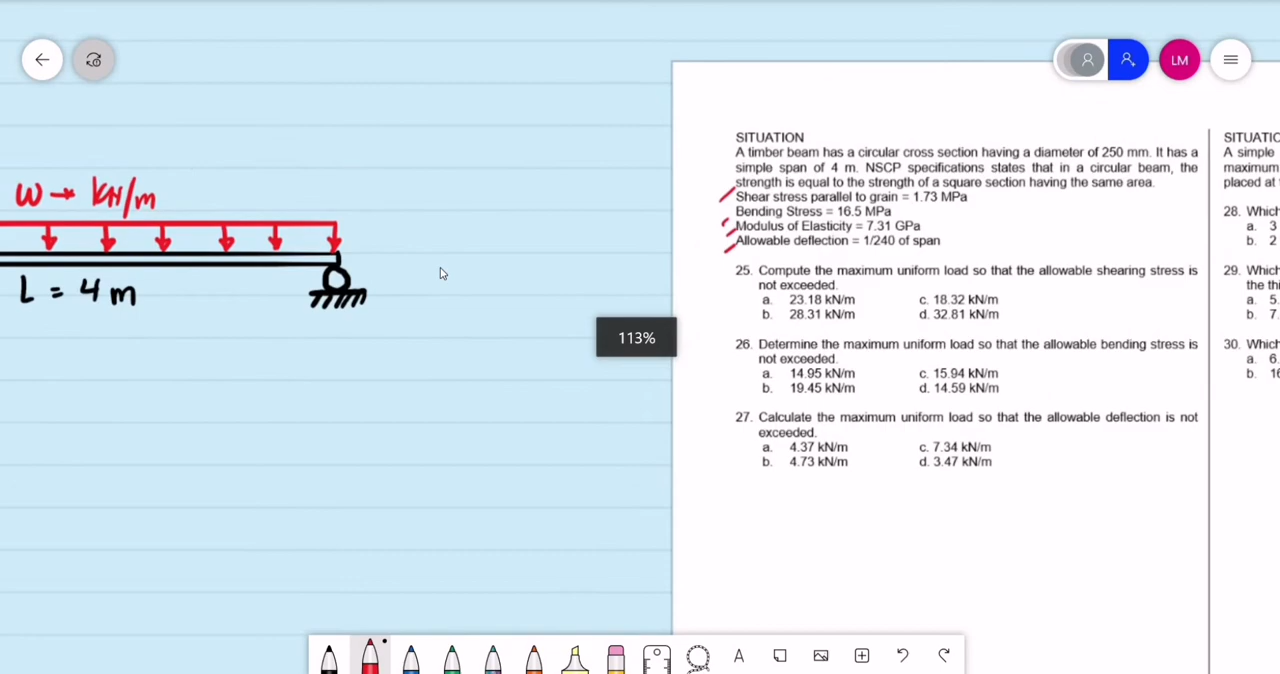 LM
SITUATION
A timber beam has a circular cross section having a diameter of 250 mm. It has a
simple span of 4 m. NSCP specifications states that in a circular beam, the
strength is equal to the strength of a square section having the same area.
Shear stress parallel to grain = 1.73 MPa
Bending Stress = 16.5 MPa
Modulus of Elasticity = 7.31 GPa
Allowable deflection = 1/240 of span
25. Compute the maximum uniform load so that the allowable shearing stress is
not exceeded.
a. 23.18 kN/m c. 18.32 kN/m
b. 28.31 kN/m d. 32.81 kN/m
26. Determine the maximum uniform load so that the allowable bending stress is
not exceeded.
a. 14.95 kN/m c. 15.94 kN/m
b. 19.45 kN/m d. 14.59 kN/m
27. Calculate the maximum uniform load so that the allowable deflection is not
exceeded.
a. 4.37 kN/m c. 7.34 kN/m
b. 4.73 kN/m d. 3.47 kN/m
W → kN/m
L = 4 m
113%
A simple
maximum
placed at
28. Which
a. 3
b. 2
29. Which
the thi
a. 5.
b. 7.
30. Which
a. 6.
b. 16
A